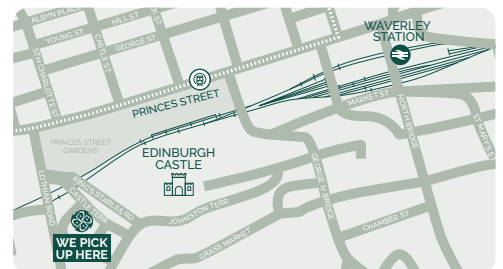 ALBYN PLACE
HILL ST
YOUNG ST
CASTLE ST
GEORGE ST
STH CHARLOTTE ST
WAVERLEY
STATION
PRINCES STREET
MARKET ST
NORTH BRIDGE
ST MARY'S ST
PRINCES STREET
GARDENS
EDINBURGH
CASTLE
GEORGE IV BRIDGE
LOTHIAN ROAD
KING'S STABLES RD
CASTLE TERR
JOHNSTON TERR
CHAMBER ST
GRASS MARKET
WE PICK
UP HERE